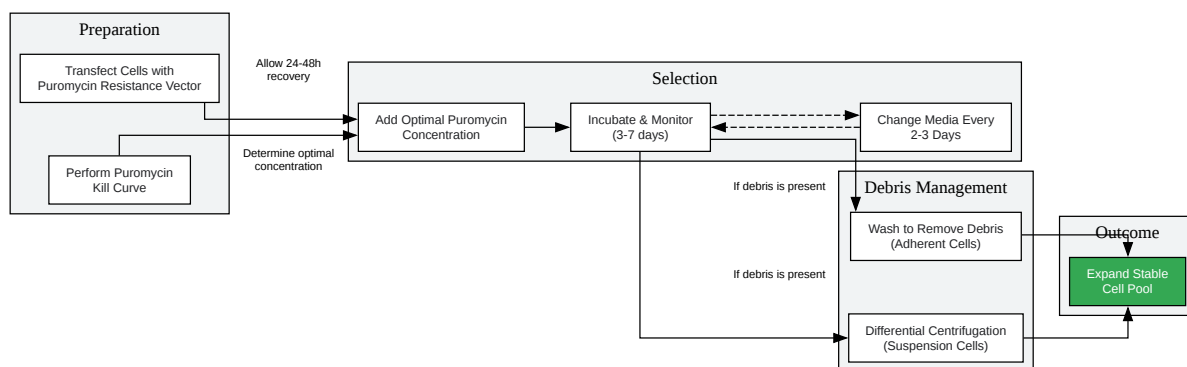 Preparation
Transfect Cells with
Puromycin Resistance Vector
Perform Puromycin
Kill Curve
Allow 24-48h
recovery
Determine optimal
concentration
Selection
Add Optimal Puromycin
Concentration
Incubate & Monitor
(3-7 days)
Change Media Every
2-3 Days
If debris is present
If debris is present
Debris Management
Wash to Remove Debris
(Adherent Cells)
Differential Centrifugation
(Suspension Cells)
Outcome
Expand Stable
Cell Pool